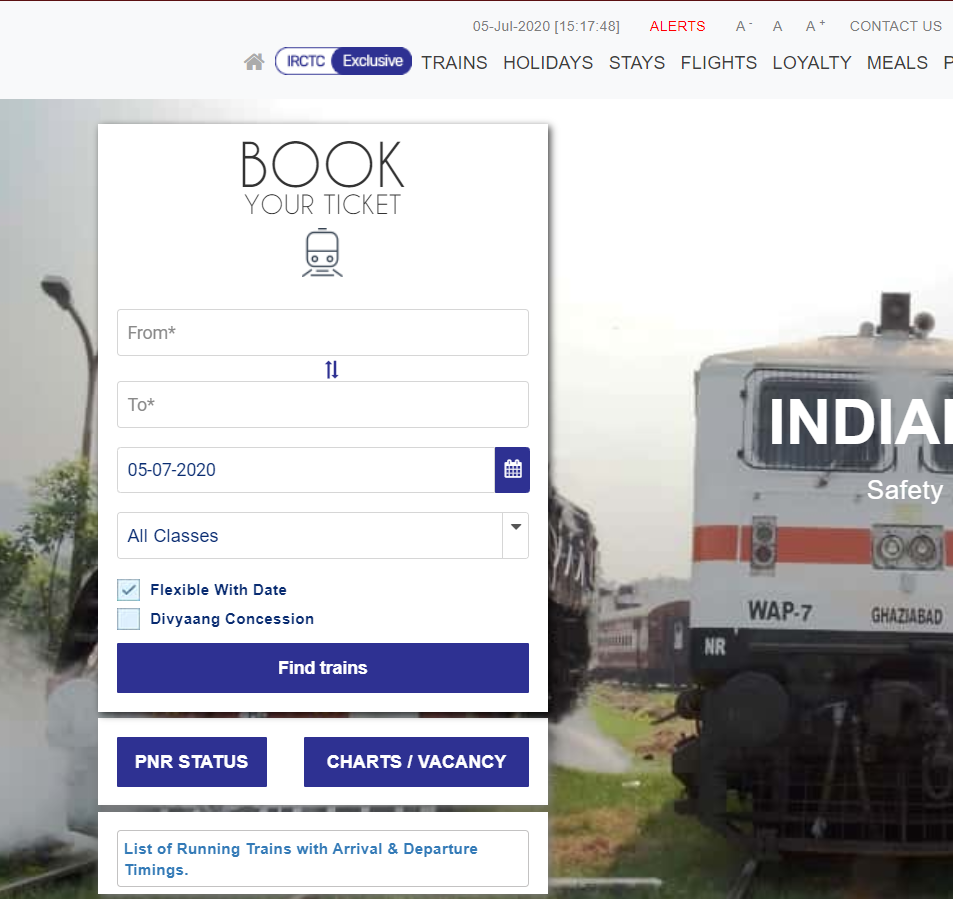 05-Jul-2020 [15:17:48] ALERTS A - A A + CONTACT US
IRCTC Exclusive TRAINS HOLIDAYS STAYS FLIGHTS LOYALTY MEALS P
BOOK
YOUR TICKET
From*
To*
05-07-2020
All Classes
Flexible With Date
Divyaang Concession
Find trains
PNR STATUS CHARTS / VACANCY
List of Running Trains with Arrival & Departure
Timings.
INDIAN
Safety
WAP-7 GHAZIABAD
NR